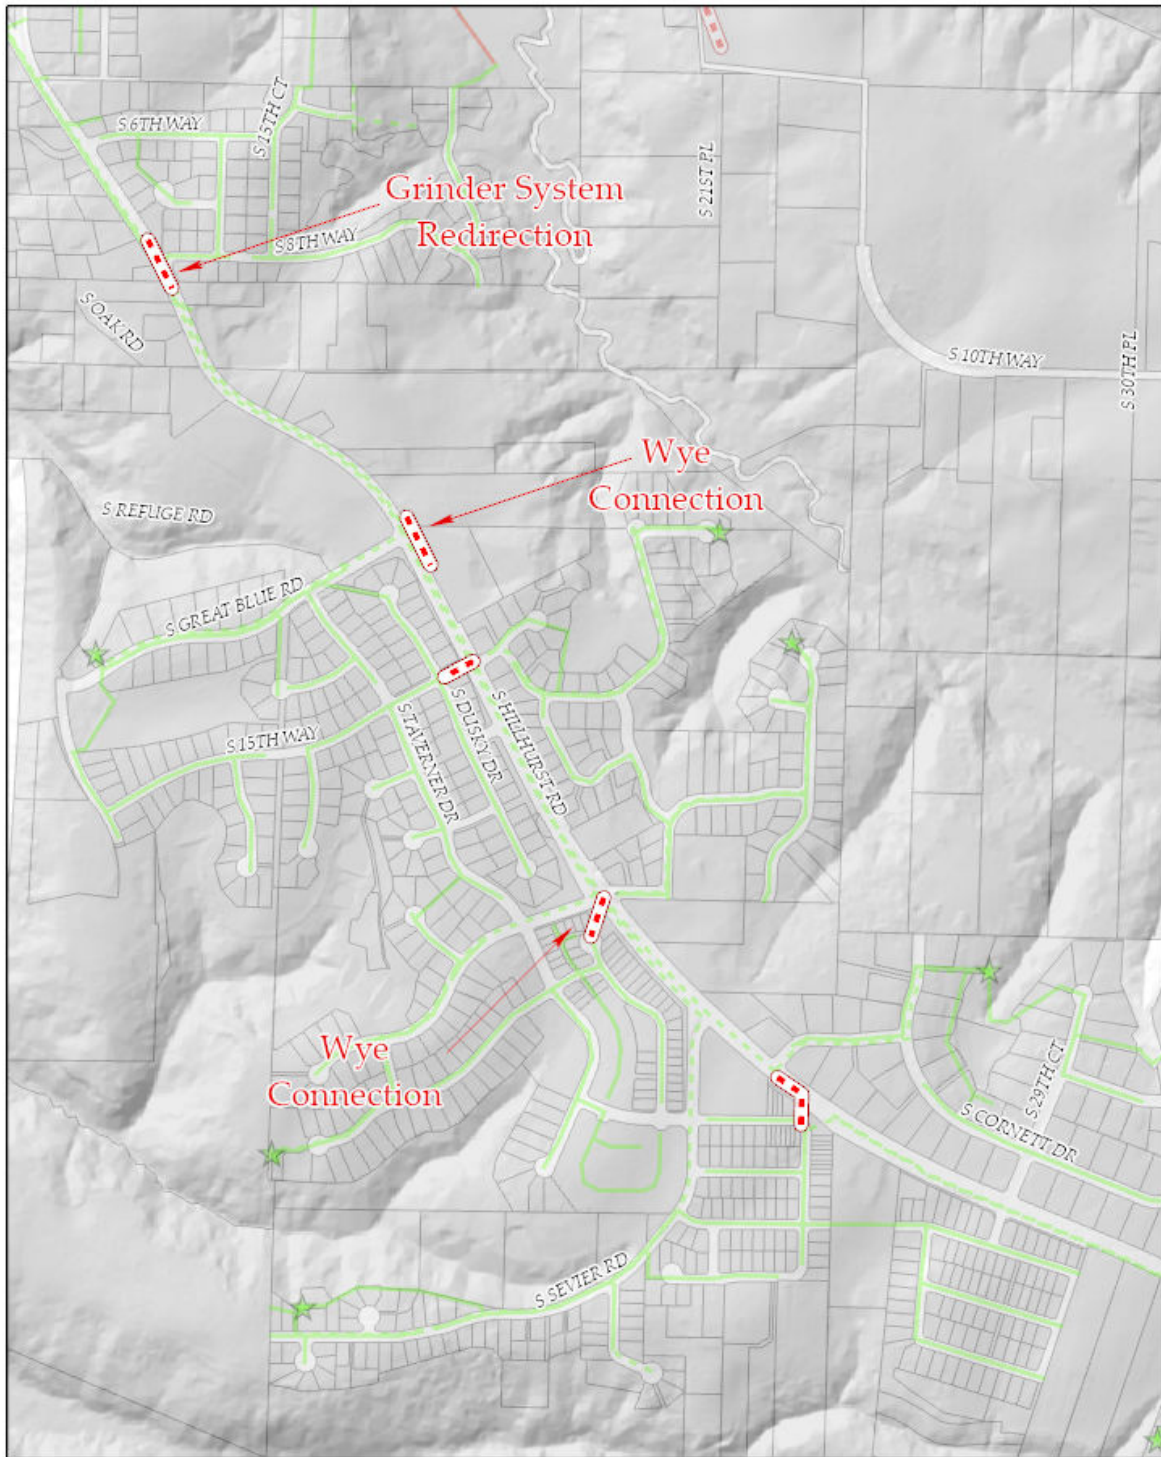 S 6TH WAY
S 15TH CT
Grinder System
Redirection
S 8TH WAY
S 21ST PL
S OAK RD
S 10TH WAY
S 30TH PL
Wye
Connection
S REFUGE RD
S GREAT BLUE RD
S 15TH WAY
S TAVERNER DR
S DUSKY DR
S HILLHURST RD
Wye
Connection
S 29TH CT
S CORNETT DR
S SEVIER RD